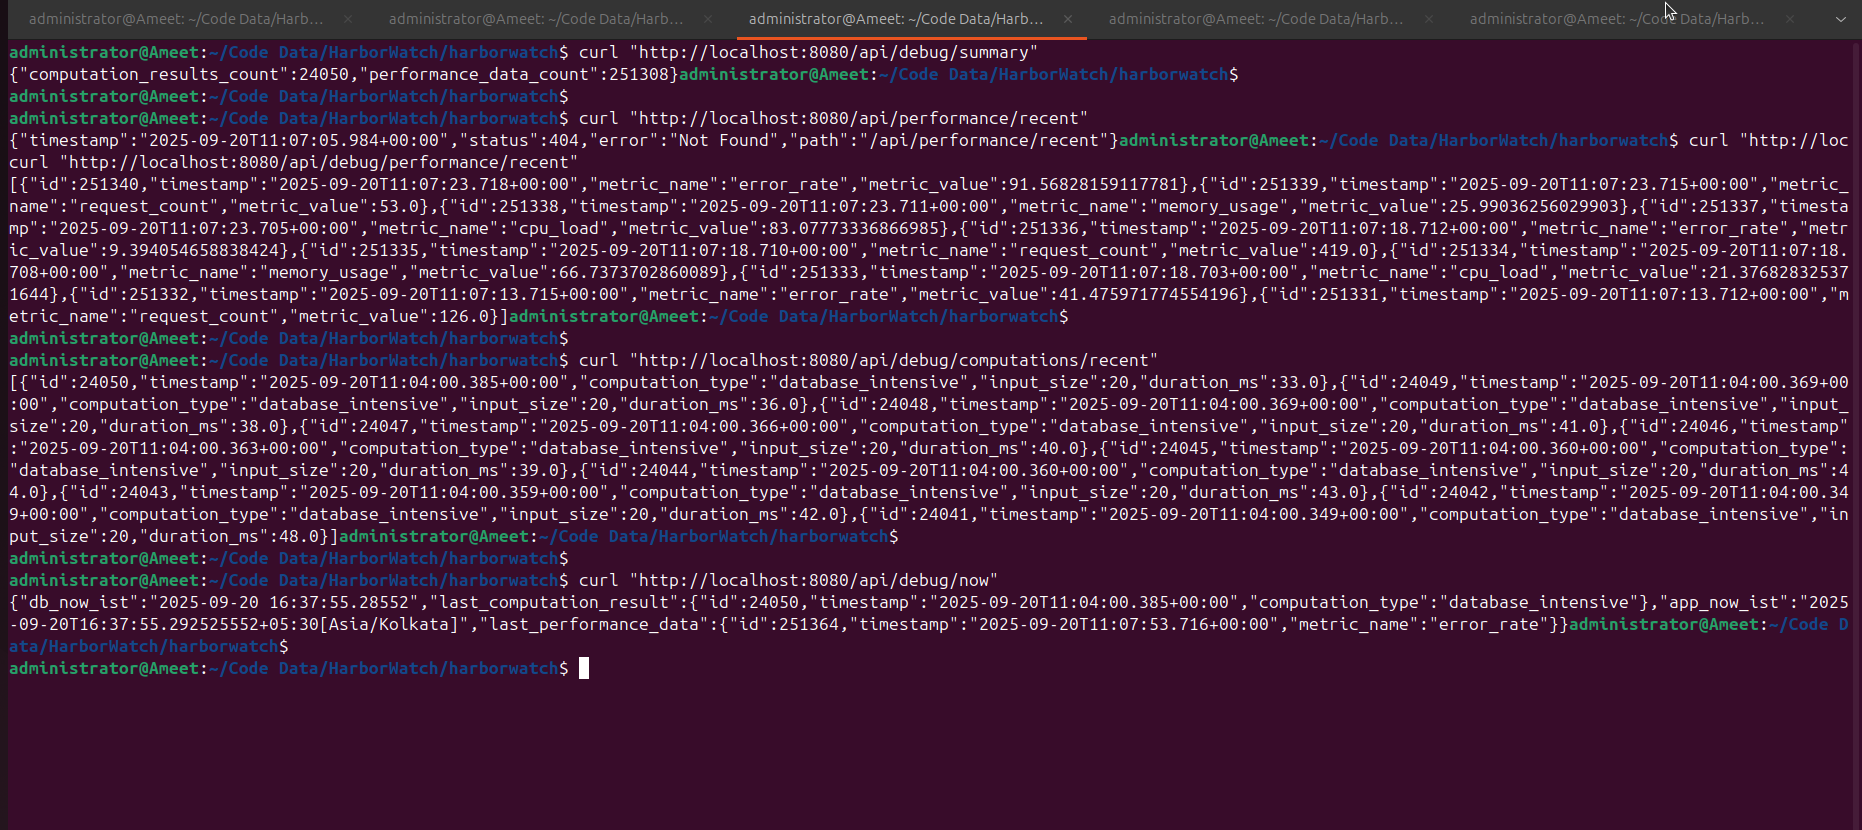 administrator@Ameet: ~/Code Data/Harb... × administrator@Ameet: ~/Code Data/Harb... × administrator@Ameet: ~/Code Data/Harb... × administrator@Ameet: ~/Code Data/Harb... × administrator@Ameet: ~/Code Data/Harb... ×
administrator@Ameet:~/Code Data/HarborWatch/harborwatch$ curl "http://localhost:8080/api/debug/summary"
{"computation_results_count":24050,"performance_data_count":251308}administrator@Ameet:~/Code Data/HarborWatch/harborwatch$
administrator@Ameet:~/Code Data/HarborWatch/harborwatch$
administrator@Ameet:~/Code Data/HarborWatch/harborwatch$ curl "http://localhost:8080/api/performance/recent"
{"timestamp":"2025-09-20T11:07:05.984+00:00","status":404,"error":"Not Found","path":"/api/performance/recent"}administrator@Ameet:~/Code Data/HarborWatch/harborwatch$ curl "http://loc
curl "http://localhost:8080/api/debug/performance/recent"
[{"id":251340,"timestamp":"2025-09-20T11:07:23.718+00:00","metric_name":"error_rate","metric_value":91.56828159117781},{"id":251339,"timestamp":"2025-09-20T11:07:23.715+00:00","metric_
name":"request_count","metric_value":53.0},{"id":251338,"timestamp":"2025-09-20T11:07:23.711+00:00","metric_name":"memory_usage","metric_value":25.99036256029903},{"id":251337,"timesta
mp":"2025-09-20T11:07:23.705+00:00","metric_name":"cpu_load","metric_value":83.07773336866985},{"id":251336,"timestamp":"2025-09-20T11:07:18.712+00:00","metric_name":"error_rate","metr
ic_value":9.394054658838424},{"id":251335,"timestamp":"2025-09-20T11:07:18.710+00:00","metric_name":"request_count","metric_value":419.0},{"id":251334,"timestamp":"2025-09-20T11:07:18.
708+00:00","metric_name":"memory_usage","metric_value":66.7373702860089},{"id":251333,"timestamp":"2025-09-20T11:07:18.703+00:00","metric_name":"cpu_load","metric_value":21.37682832537
1644},{"id":251332,"timestamp":"2025-09-20T11:07:13.715+00:00","metric_name":"error_rate","metric_value":41.475971774554196},{"id":251331,"timestamp":"2025-09-20T11:07:13.712+00:00","m
etric_name":"request_count","metric_value":126.0}]administrator@Ameet:~/Code Data/HarborWatch/harborwatch$
administrator@Ameet:~/Code Data/HarborWatch/harborwatch$
administrator@Ameet:~/Code Data/HarborWatch/harborwatch$ curl "http://localhost:8080/api/debug/computations/recent"
[{"id":24050,"timestamp":"2025-09-20T11:04:00.385+00:00","computation_type":"database_intensive","input_size":20,"duration_ms":33.0},{"id":24049,"timestamp":"2025-09-20T11:04:00.369+00
:00","computation_type":"database_intensive","input_size":20,"duration_ms":36.0},{"id":24048,"timestamp":"2025-09-20T11:04:00.369+00:00","computation_type":"database_intensive","input_
size":20,"duration_ms":38.0},{"id":24047,"timestamp":"2025-09-20T11:04:00.366+00:00","computation_type":"database_intensive","input_size":20,"duration_ms":41.0},{"id":24046,"timestamp"
:"2025-09-20T11:04:00.363+00:00","computation_type":"database_intensive","input_size":20,"duration_ms":40.0},{"id":24045,"timestamp":"2025-09-20T11:04:00.360+00:00","computation_type":
"database_intensive","input_size":20,"duration_ms":39.0},{"id":24044,"timestamp":"2025-09-20T11:04:00.360+00:00","computation_type":"database_intensive","input_size":20,"duration_ms":4
4.0},{"id":24043,"timestamp":"2025-09-20T11:04:00.359+00:00","computation_type":"database_intensive","input_size":20,"duration_ms":43.0},{"id":24042,"timestamp":"2025-09-20T11:04:00.34
9+00:00","computation_type":"database_intensive","input_size":20,"duration_ms":42.0},{"id":24041,"timestamp":"2025-09-20T11:04:00.349+00:00","computation_type":"database_intensive","in
put_size":20,"duration_ms":48.0}]administrator@Ameet:~/Code Data/HarborWatch/harborwatch$
administrator@Ameet:~/Code Data/HarborWatch/harborwatch$
administrator@Ameet:~/Code Data/HarborWatch/harborwatch$ curl "http://localhost:8080/api/debug/now"
{"db_now_ist":"2025-09-20 16:37:55.28552","last_computation_result":{"id":24050,"timestamp":"2025-09-20T11:04:00.385+00:00","computation_type":"database_intensive"},"app_now_ist":"2025
-09-20T16:37:55.292525552+05:30[Asia/Kolkata]","last_performance_data":{"id":251364,"timestamp":"2025-09-20T11:07:53.716+00:00","metric_name":"error_rate"}}administrator@Ameet:~/Code D
ata/HarborWatch/harborwatch$
administrator@Ameet:~/Code Data/HarborWatch/harborwatch$